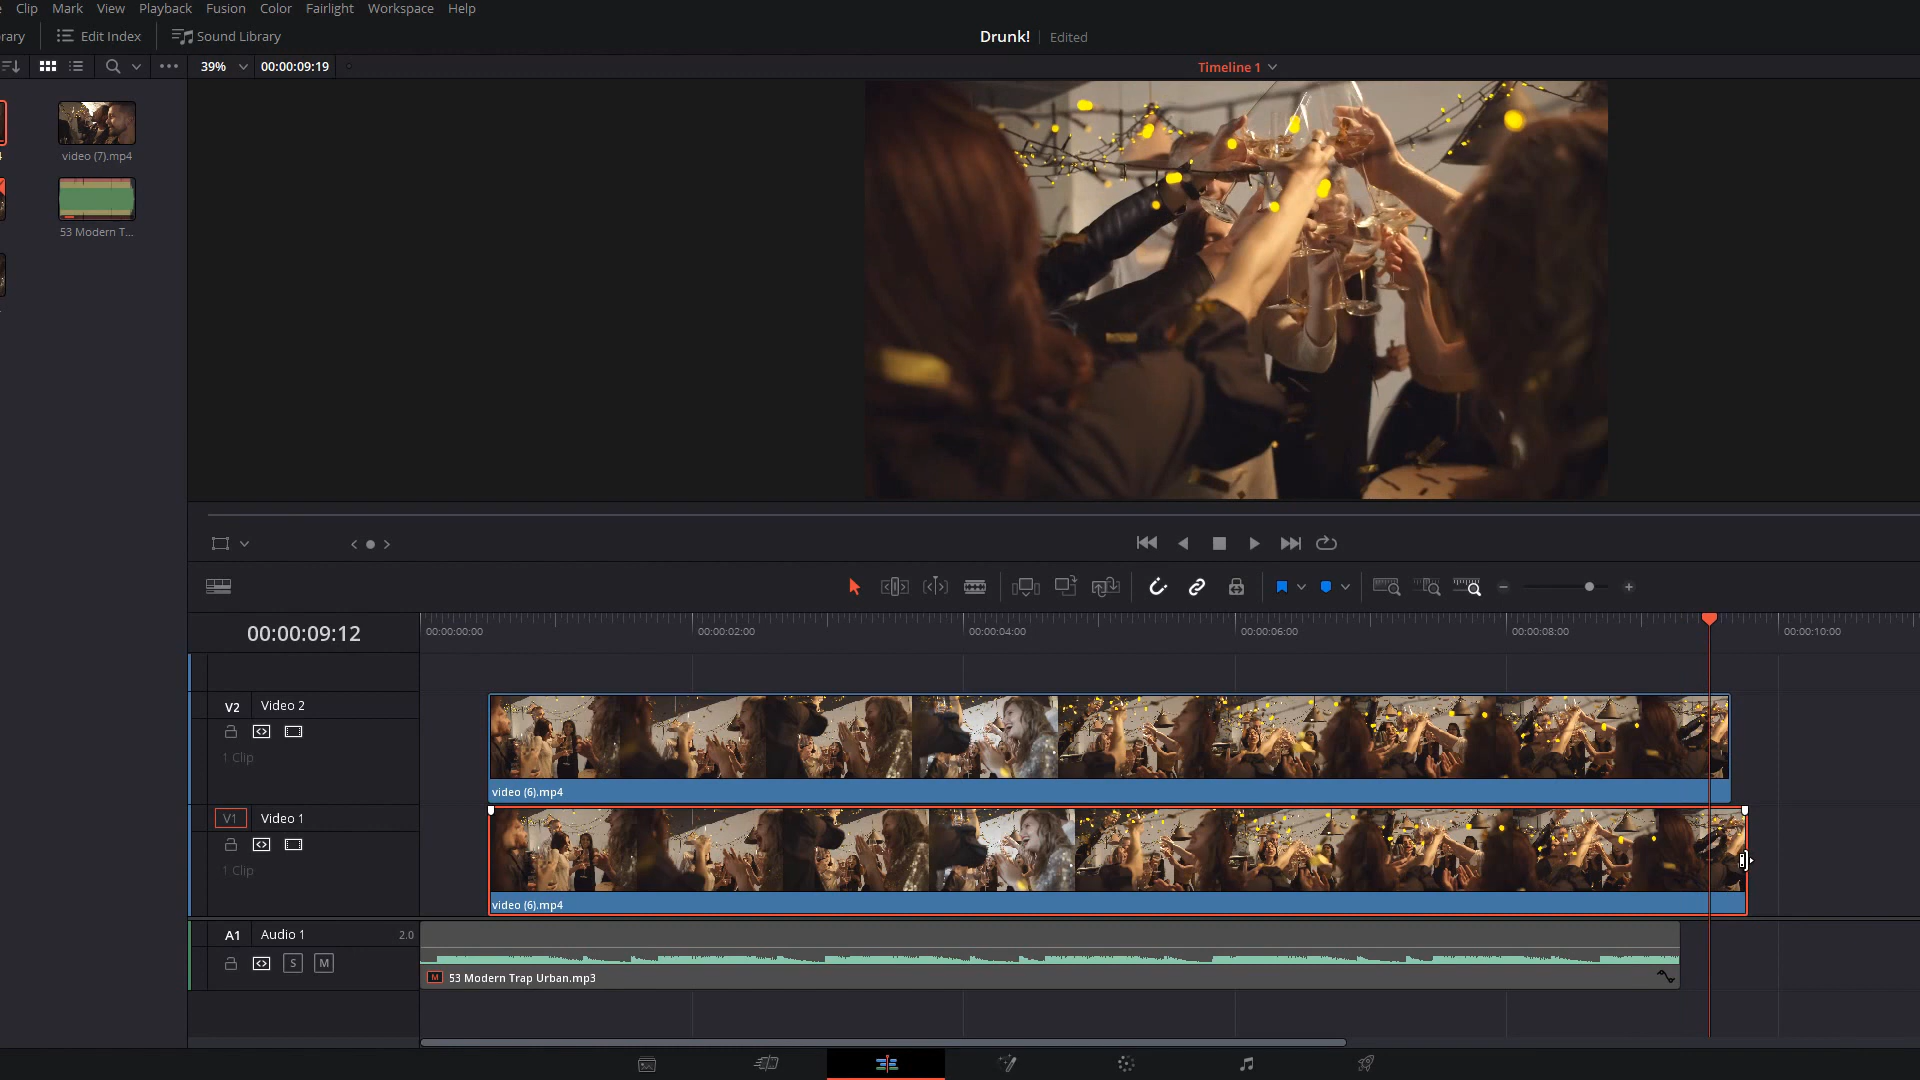 Clip Mark View Playback Fusion Color Fairlight Workspace Help
rary Edit Index Sound Library Drunk! Edited
39% 00:00:09:19 Timeline 1
video (7).mp4
53 Modern T...
00:00:09:12 00:00:00:00 00:00:02:00 00:00:04:00 00:00:06:00 00:00:08:00 00:00:10:00
V2 Video 2
1 Clip
video (6).mp4
V1 Video 1
1 Clip
video (6).mp4
A1 Audio 1 2.0
S M
M 53 Modern Trap Urban.mp3